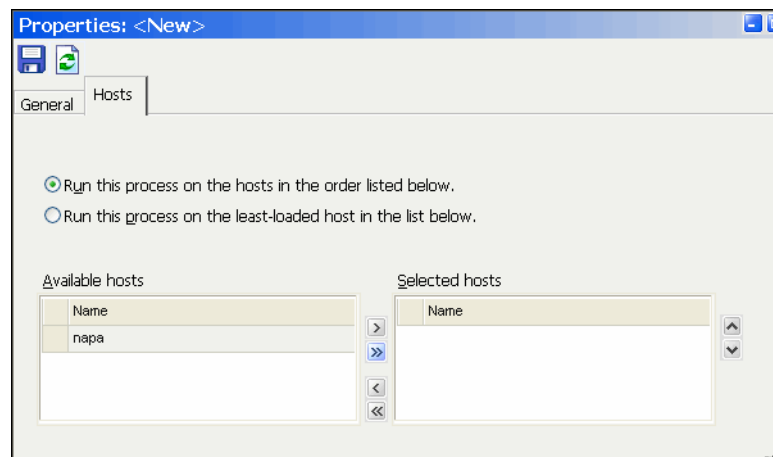 Properties: <New>
General
Hosts
Run this process on the hosts in the order listed below.
Run this process on the least-loaded host in the list below.
Available hosts
Selected hosts
Name
Name
napa